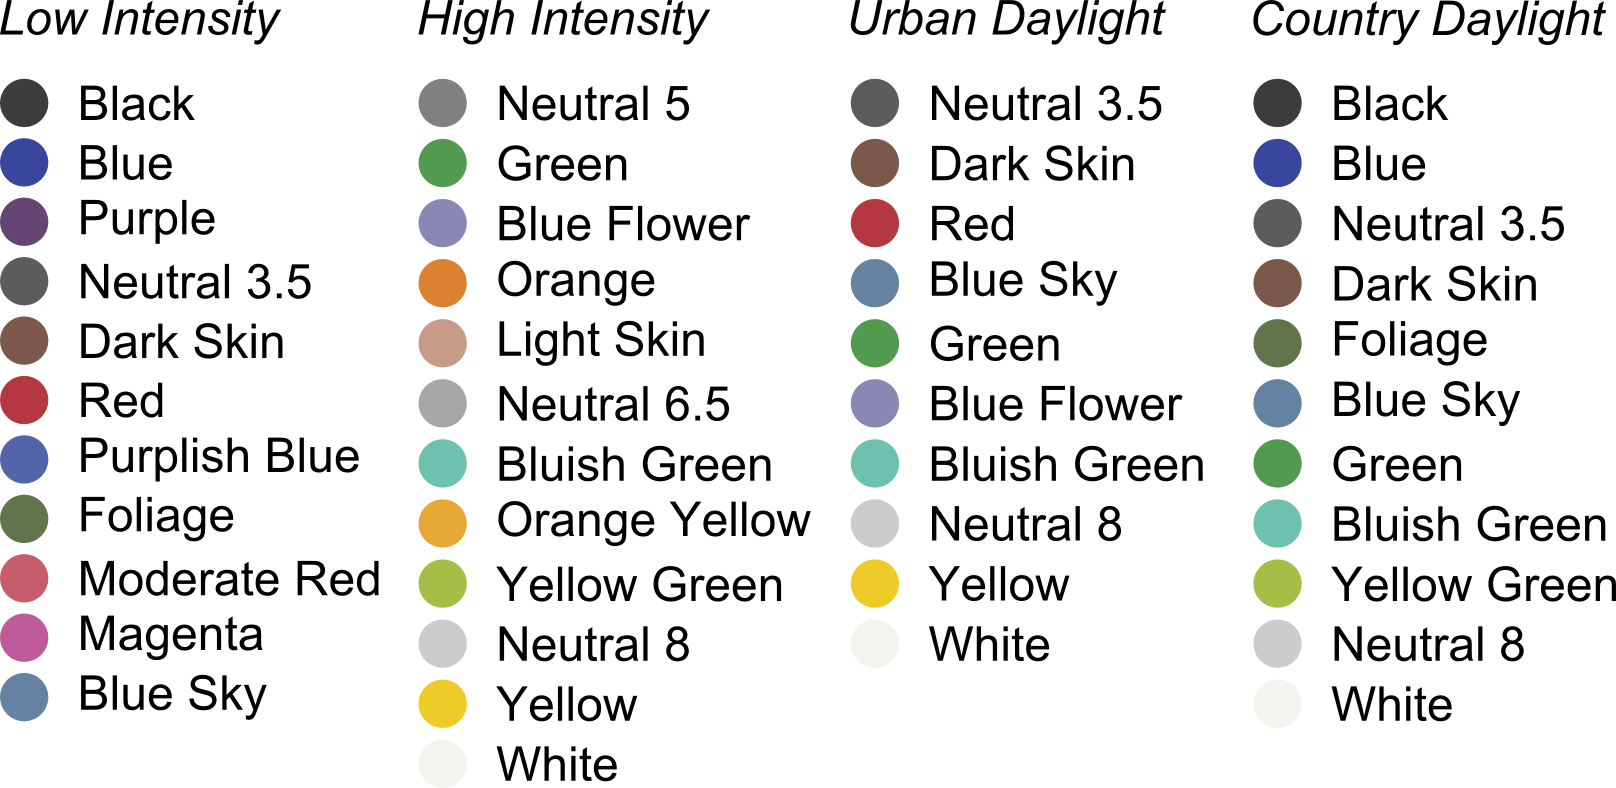 Low Intensity
Black
Blue
Purple
Neutral 3.5
Dark Skin
Red
Purplish Blue
Foliage
Moderate Red
Magenta
Blue Sky
High Intensity
Neutral 5
Green
Blue Flower
Orange
Light Skin
Neutral 6.5
Bluish Green
Orange Yellow
Yellow Green
Neutral 8
Yellow
White
Urban Daylight
Neutral 3.5
Dark Skin
Red
Blue Sky
Green
Blue Flower
Bluish Green
Neutral 8
Yellow
White
Country Daylight
Black
Blue
Neutral 3.5
Dark Skin
Foliage
Blue Sky
Green
Bluish Green
Yellow Green
Neutral 8
White